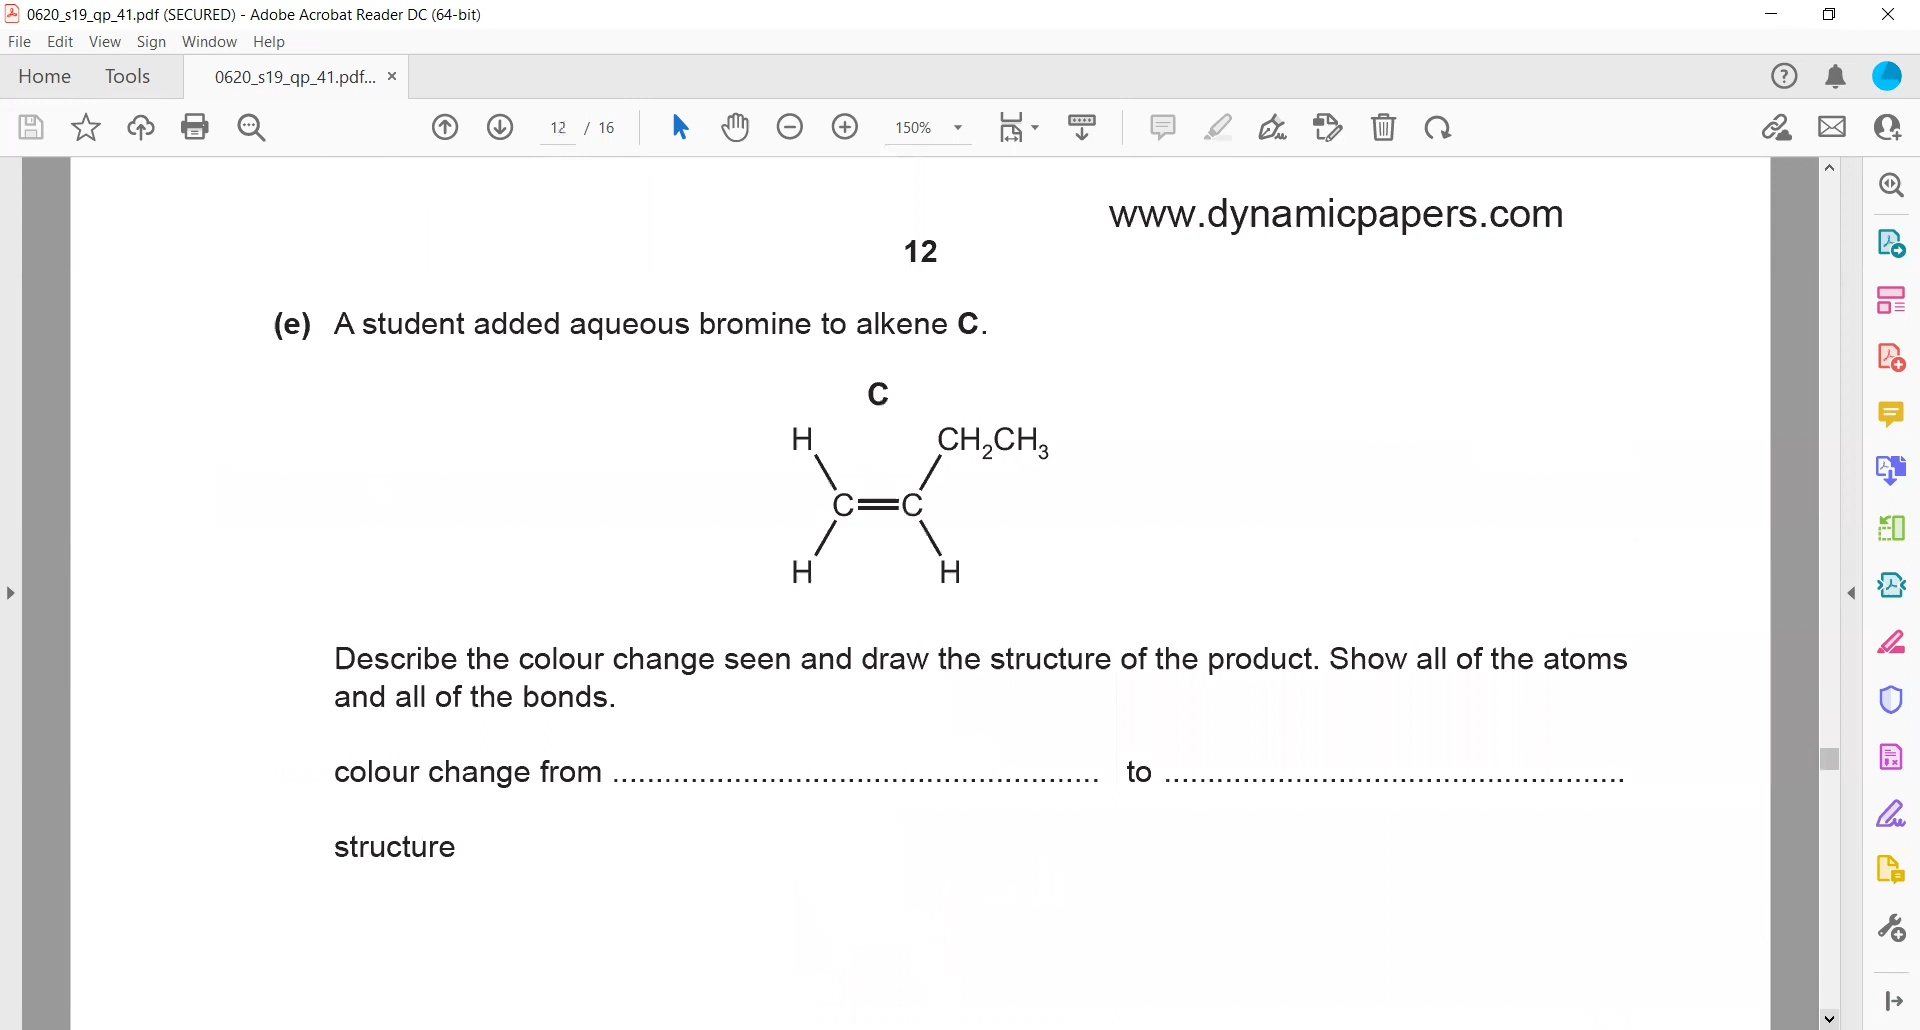 0620_s19_qp_41.pdf (SECURED) - Adobe Acrobat Reader DC (64-bit)
File Edit View Sign Window Help
Home Tools 0620_s19_qp_41.pdf... ×
12 / 16 150%
www.dynamicpapers.com
12
(e) A student added aqueous bromine to alkene C.
C
H CH₂CH₃
C=C
H H
Describe the colour change seen and draw the structure of the product. Show all of the atoms
and all of the bonds.
colour change from ........................................................ to .....................................................
structure